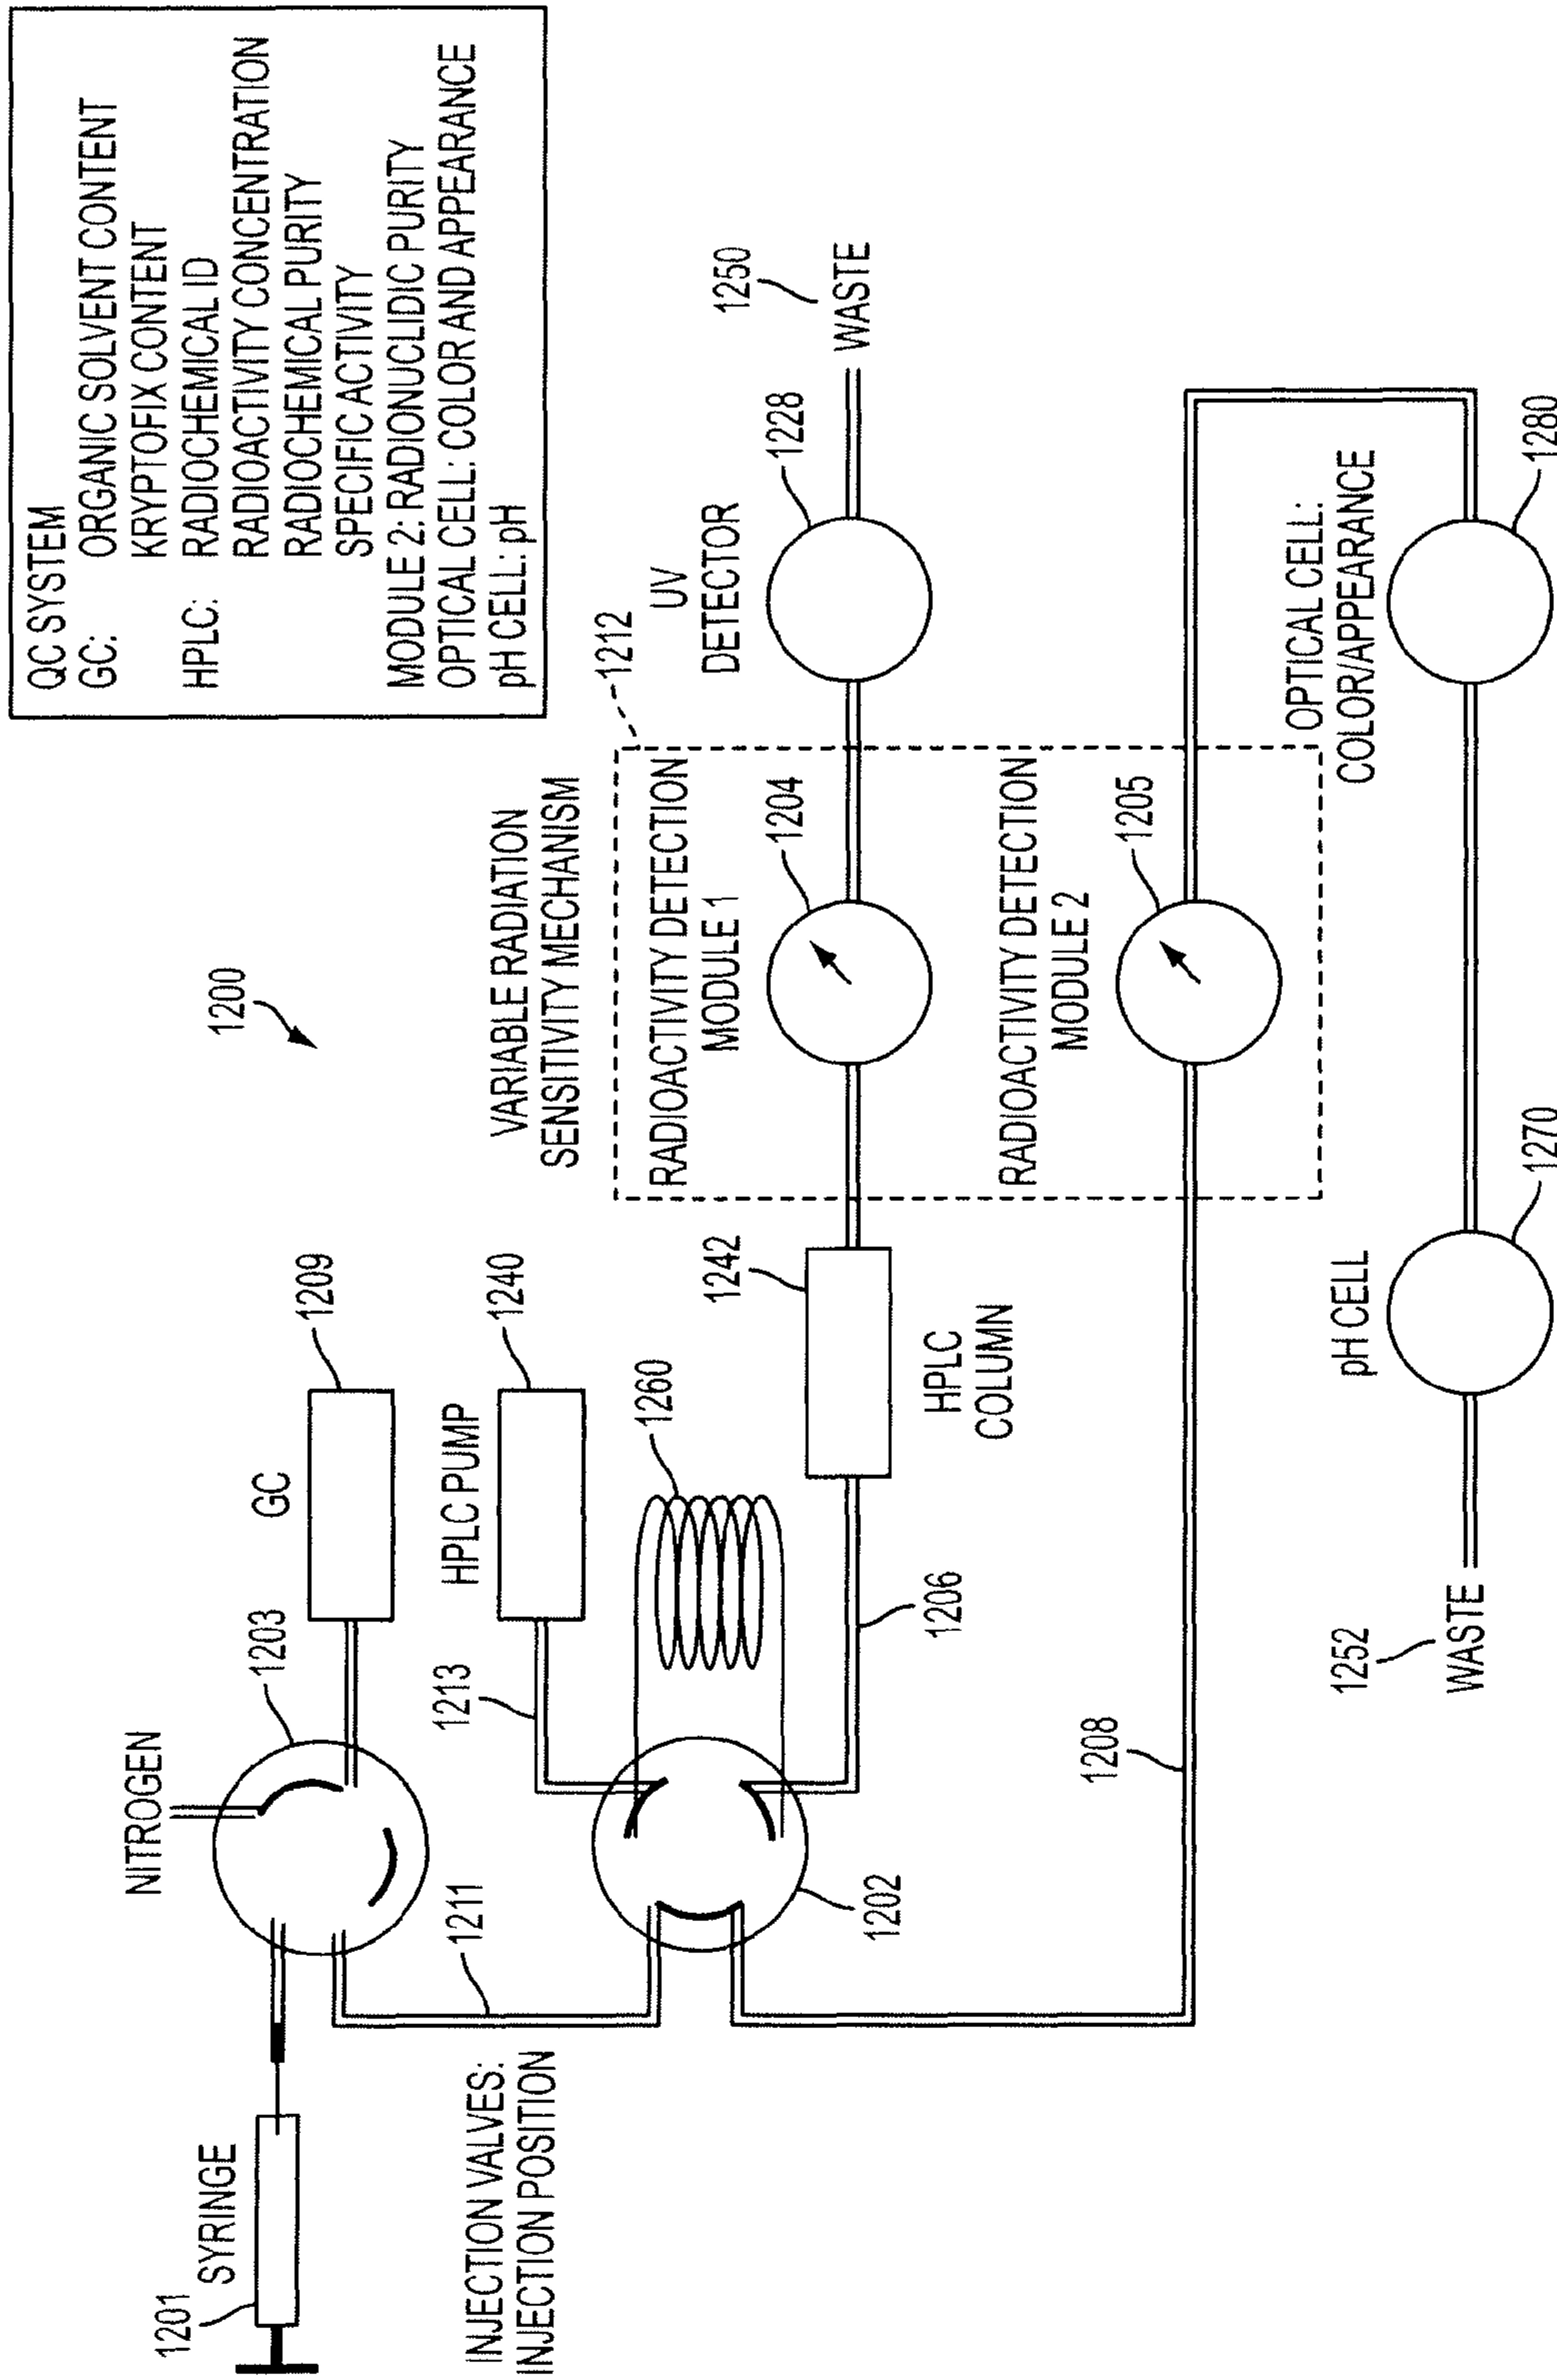 QC SYSTEM
GC: ORGANIC SOLVENT CONTENT
KRYPTOFIX CONTENT
HPLC: RADIOCHEMICAL ID
RADIOACTIVITY CONCENTRATION
RADIOCHEMICAL PURITY
SPECIFIC ACTIVITY
MODULE 2: RADIONUCLIDIC PURITY
OPTICAL CELL: COLOR AND APPEARANCE
pH CELL: pH
1200
1201
SYRINGE
NITROGEN
1203
GC
1209
INJECTION VALVES:
INJECTION POSITION
1211
1213
HPLC PUMP
1240
1260
1202
1206
1242
HPLC
COLUMN
VARIABLE RADIATION
SENSITIVITY MECHANISM
1212
RADIOACTIVITY DETECTION
MODULE 1
1204
UV
DETECTOR
1228
1250
WASTE
RADIOACTIVITY DETECTION
MODULE 2
1205
1208
OPTICAL CELL:
COLOR/APPEARANCE
1280
pH CELL
1270
1252
WASTE